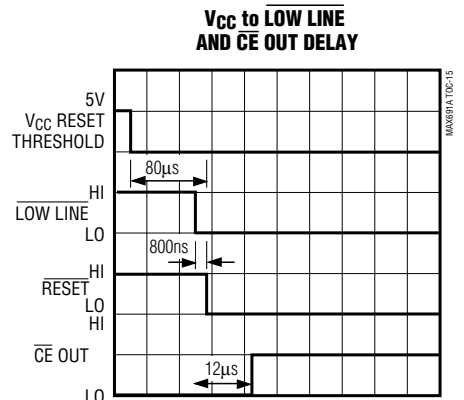 VCC to LOW LINE
AND CE OUT DELAY
MAX691A TOC-15
5V
VCC RESET
THRESHOLD
80µs
HI
LOW LINE
LO
800ns
HI
RESET
LO
HI
CE OUT
12µs
LO